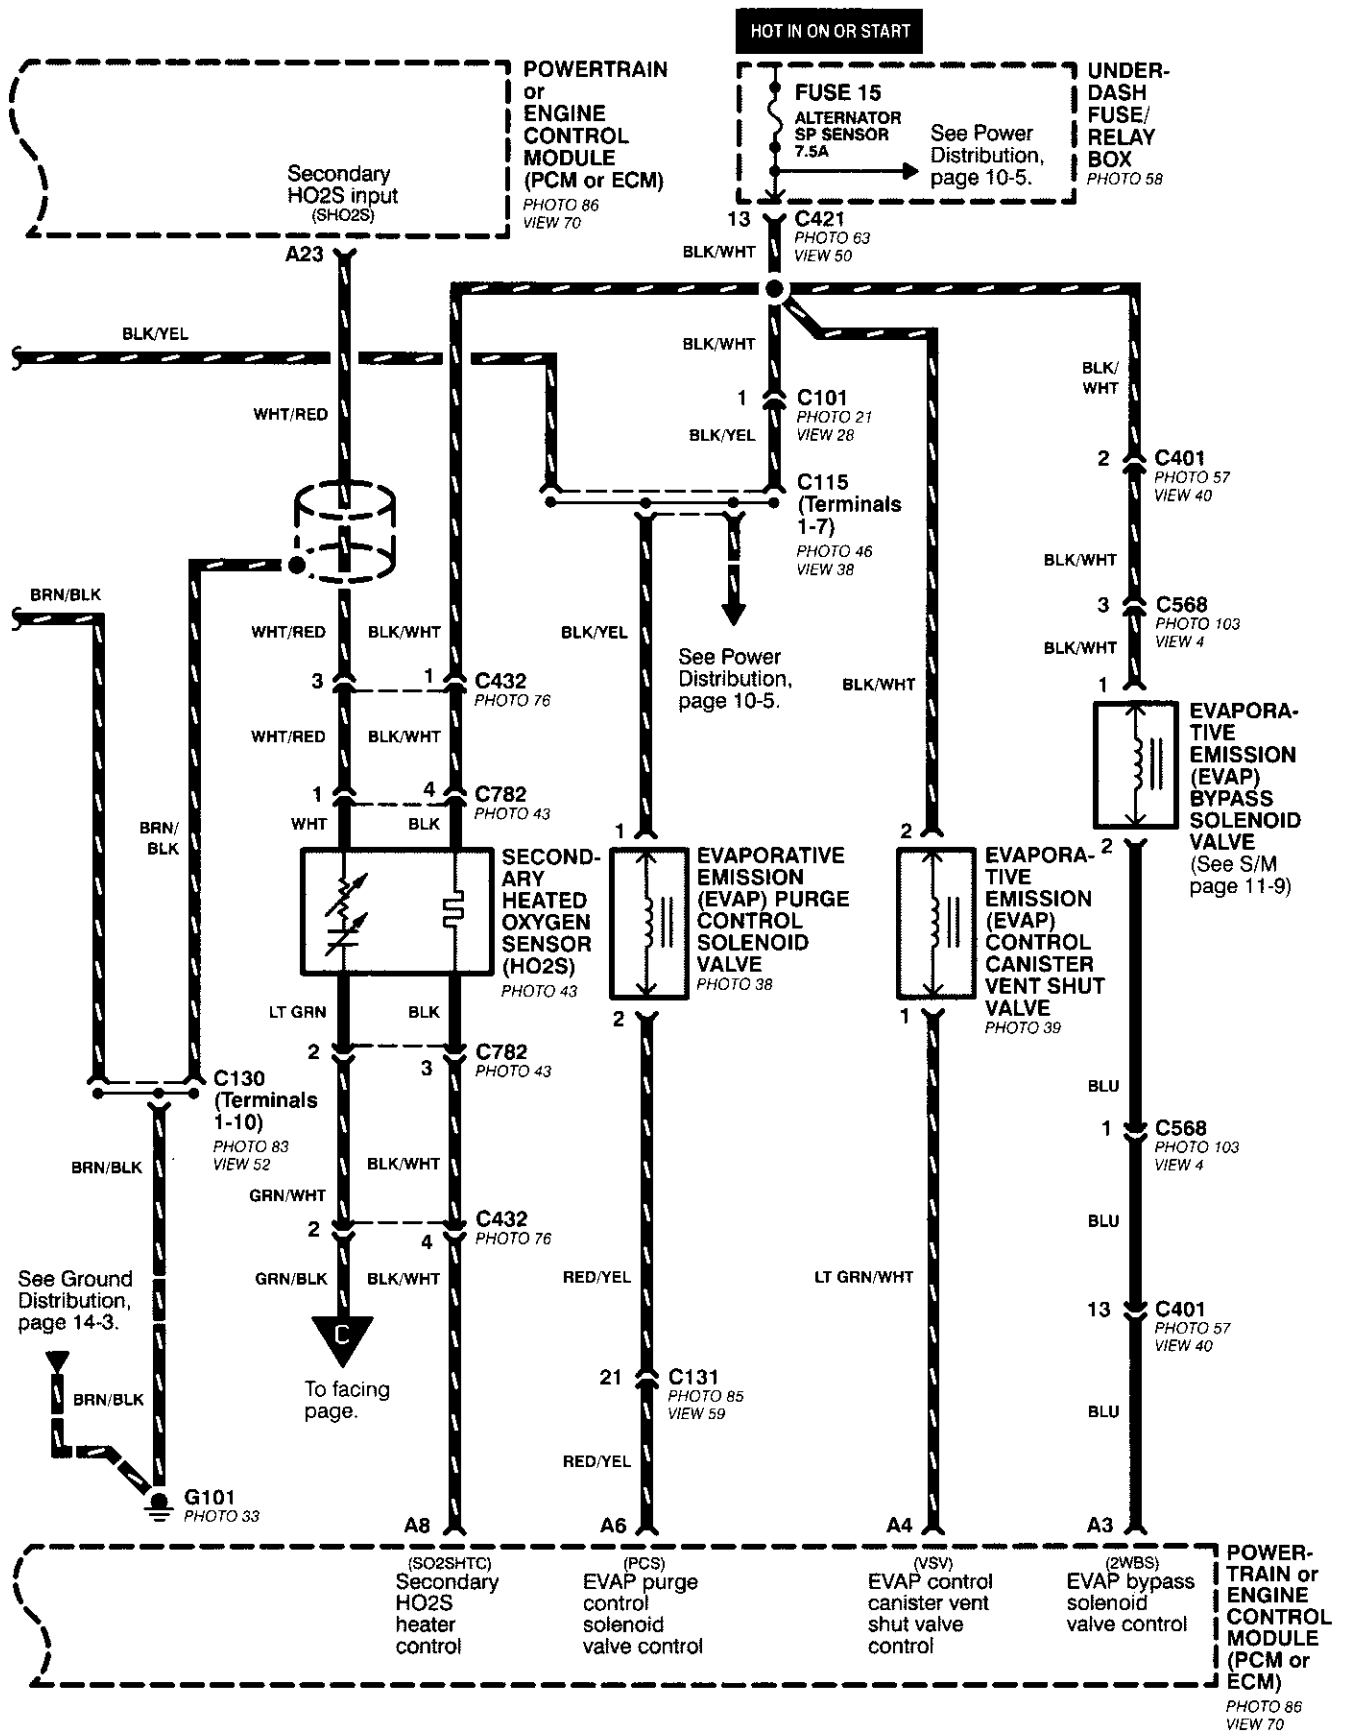 HOT IN ON OR START
POWERTRAIN
or
ENGINE
CONTROL
MODULE
(PCM or ECM)
PHOTO 86
VIEW 70
Secondary
HO2S input
(SHO2S)
A23
FUSE 15
ALTERNATOR
SP SENSOR
7.5A
See Power
Distribution,
page 10-5.
UNDER-
DASH
FUSE/
RELAY
BOX
PHOTO 58
13
C421
PHOTO 63
VIEW 50
BLK/WHT
BLK/YEL
BLK/WHT
BLK/
WHT
1
C101
PHOTO 21
VIEW 28
WHT/RED
BLK/YEL
2
C401
PHOTO 57
VIEW 40
C115
(Terminals
1-7)
PHOTO 46
VIEW 38
BLK/WHT
BRN/BLK
3
C568
PHOTO 103
VIEW 4
WHT/RED
BLK/WHT
BLK/YEL
BLK/WHT
See Power
Distribution,
page 10-5.
3
1
C432
PHOTO 76
BLK/WHT
1
WHT/RED
BLK/WHT
EVAPORA-
TIVE
EMISSION
(EVAP)
BYPASS
SOLENOID
VALVE
(See S/M
page 11-9)
1
4
C782
PHOTO 43
WHT
BLK
BRN/
BLK
1
2
2
SECOND-
ARY
HEATED
OXYGEN
SENSOR
(HO2S)
PHOTO 43
EVAPORATIVE
EMISSION
(EVAP) PURGE
CONTROL
SOLENOID
VALVE
PHOTO 38
EVAPORA-
TIVE
EMISSION
(EVAP)
CONTROL
CANISTER
VENT SHUT
VALVE
PHOTO 39
LT GRN
BLK
2
1
2
3
C782
PHOTO 43
C130
(Terminals
1-10)
PHOTO 83
VIEW 52
BLU
1
C568
PHOTO 103
VIEW 4
BRN/BLK
BLK/WHT
GRN/WHT
2
4
C432
PHOTO 76
BLU
See Ground
Distribution,
page 14-3.
GRN/BLK
BLK/WHT
RED/YEL
LT GRN/WHT
13
C401
PHOTO 57
VIEW 40
C
To facing
page.
21
C131
PHOTO 85
VIEW 59
BRN/BLK
BLU
RED/YEL
G101
PHOTO 33
A8
A6
A4
A3
(SO2SHTC)
Secondary
HO2S
heater
control
(PCS)
EVAP purge
control
solenoid
valve control
(VSV)
EVAP control
canister vent
shut valve
control
(2WBS)
EVAP bypass
solenoid
valve control
POWER-
TRAIN or
ENGINE
CONTROL
MODULE
(PCM or
ECM)
PHOTO 86
VIEW 70